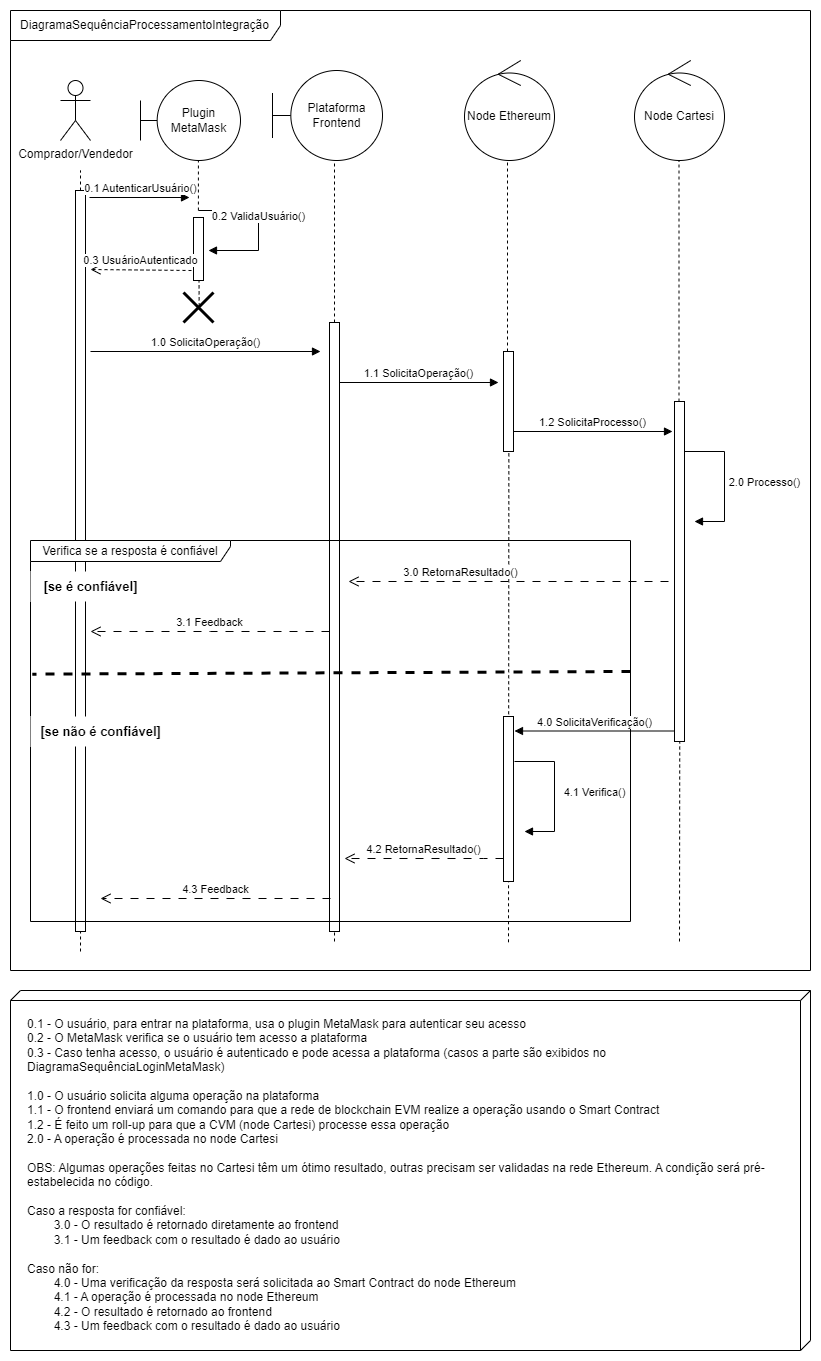 DiagramaSequênciaProcessamentoIntegração
Plugin
MetaMask
Plataforma
Frontend
Node Ethereum
Node Cartesi
Comprador/Vendedor
0.1 AutenticarUsuário()
0.2 ValidaUsuário()
0.3 UsuárioAutenticado
1.0 SolicitaOperação()
1.1 SolicitaOperação()
1.2 SolicitaProcesso()
2.0 Processo()
Verifica se a resposta é confiável
3.0 RetornaResultado()
[se é confiável]
3.1 Feedback
4.0 SolicitaVerificação()
[se não é confiável]
4.1 Verifica()
4.2 RetornaResultado()
4.3 Feedback
0.1 - O usuário, para entrar na plataforma, usa o plugin MetaMask para autenticar seu acesso
0.2 - O MetaMask verifica se o usuário tem acesso a plataforma
0.3 - Caso tenha acesso, o usuário é autenticado e pode acessa a plataforma (casos a parte são exibidos no
DiagramaSequênciaLoginMetaMask)
1.0 - O usuário solicita alguma operação na plataforma
1.1 - O frontend enviará um comando para que a rede de blockchain EVM realize a operação usando o Smart Contract
1.2 - É feito um roll-up para que a CVM (node Cartesi) processe essa operação
2.0 - A operação é processada no node Cartesi
OBS: Algumas operações feitas no Cartesi têm um ótimo resultado, outras precisam ser validadas na rede Ethereum. A condição será pré-
estabelecida no código.
Caso a resposta for confiável:
3.0 - O resultado é retornado diretamente ao frontend
3.1 - Um feedback com o resultado é dado ao usuário
Caso não for:
4.0 - Uma verificação da resposta será solicitada ao Smart Contract do node Ethereum
4.1 - A operação é processada no node Ethereum
4.2 - O resultado é retornado ao frontend
4.3 - Um feedback com o resultado é dado ao usuário